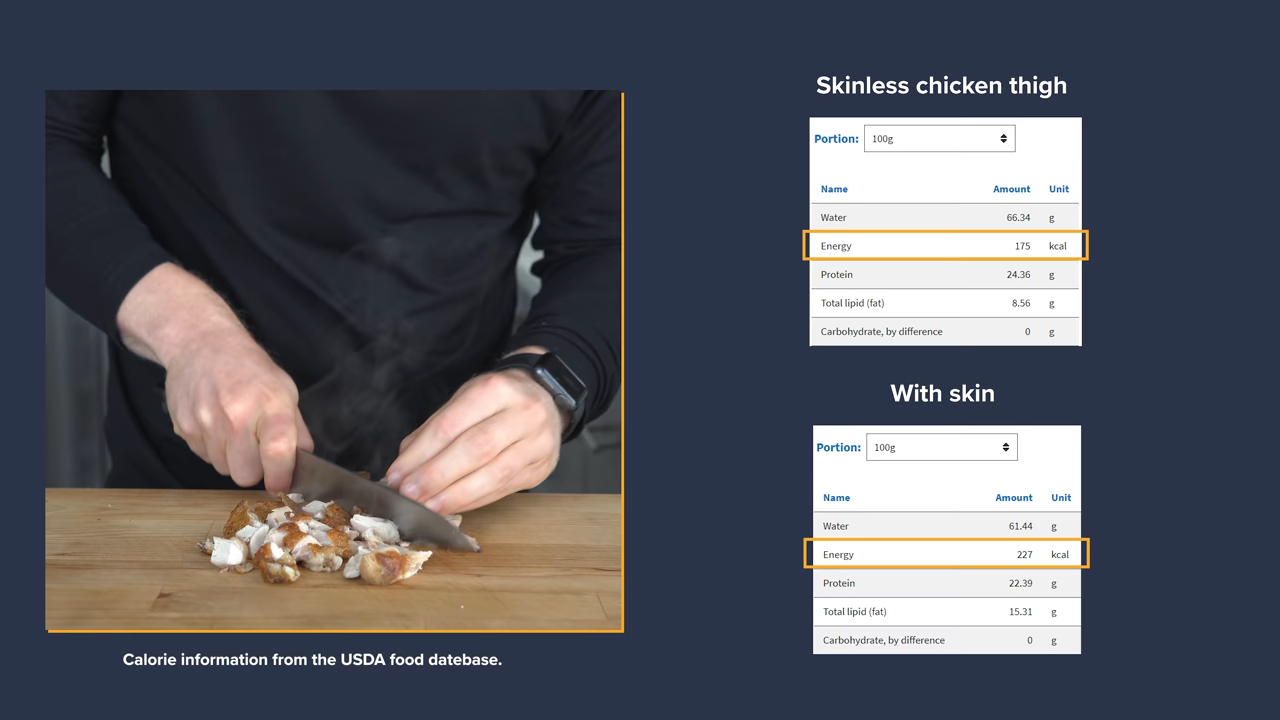 Skinless chicken thigh
Portion: 100g
Name Amount Unit
Water 66.34 g
Energy 175 kcal
Protein 24.36 g
Total lipid (fat) 8.56 g
Carbohydrate, by difference 0 g
With skin
Portion: 100g
Name Amount Unit
Water 61.44 g
Energy 227 kcal
Protein 22.39 g
Total lipid (fat) 15.31 g
Carbohydrate, by difference 0 g
Calorie information from the USDA food datebase.